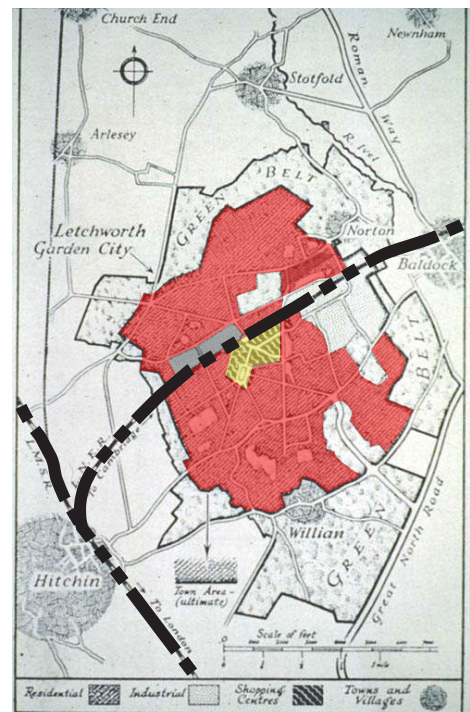 Church End
Newnham
Roman
Way
Stotfold
R. Ivel
Arlesey
GREEN
BELT
Letchworth
Garden City
Norton
Baldock
BELT
L.M.S.R.
L.N.E.R.
To Cambridge
Willian
GREEN
Great North Road
Hitchin
Town Area -
(ultimate)
To London
Scale of feet
1 mile
Residential
Industrial
Shopping
Centres
Towns and
Villages